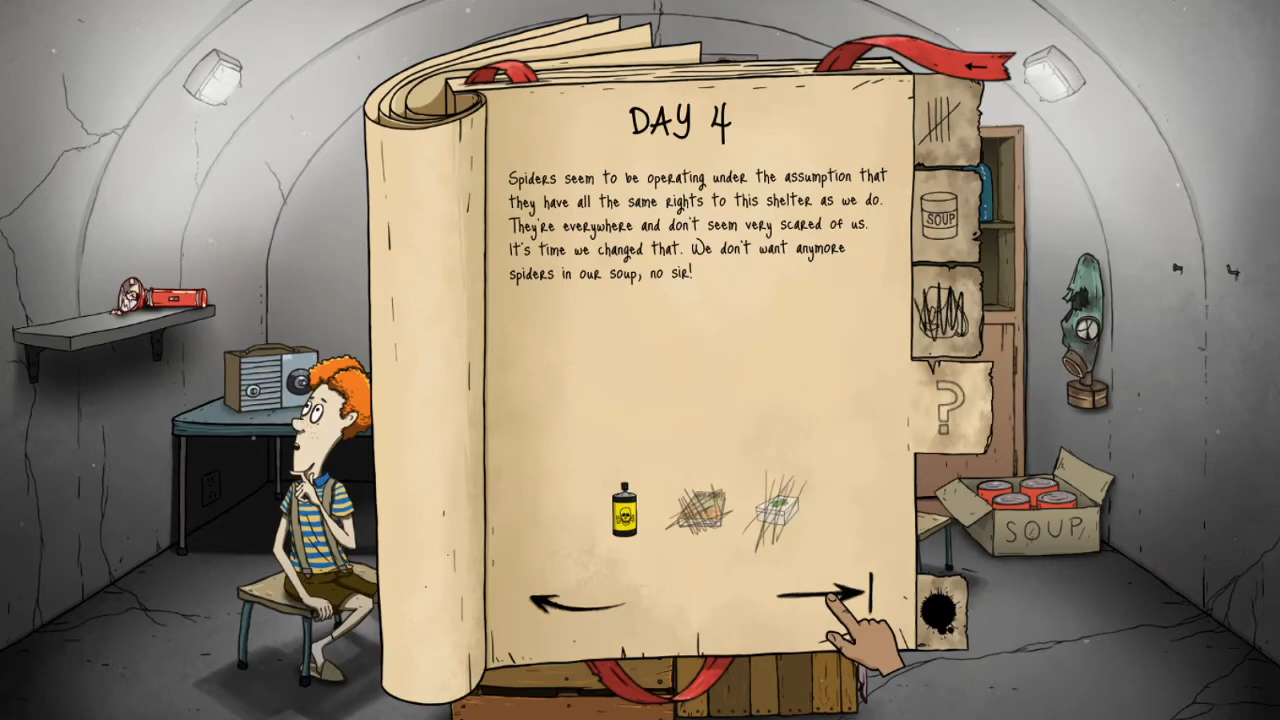 DAY 4
Spiders seem to be operating under the assumption that
they have all the same rights to this shelter as we do.
They're everywhere and don't seem very scared of us.
It's time we changed that. We don't want anymore
spiders in our soup, no sir!
SOUP
?
SOUP